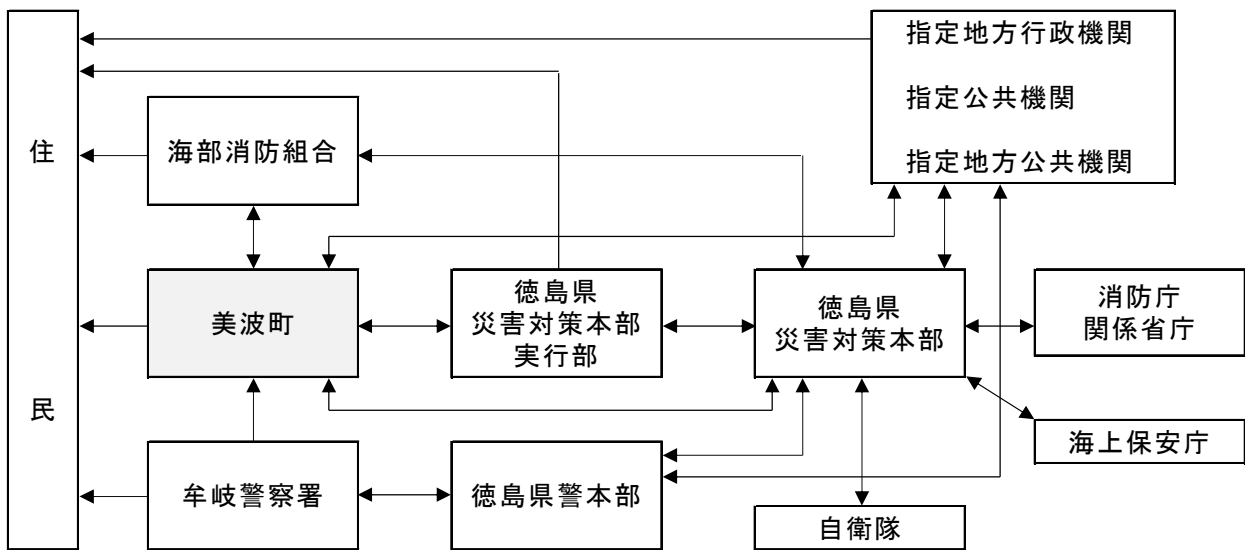 住民
指定地方行政機関
指定公共機関
指定地方公共機関
海部消防組合
美波町
徳島県
災害対策本部
実行部
徳島県
災害対策本部
消防庁
関係省庁
海上保安庁
牟岐警察署
徳島県警本部
自衛隊